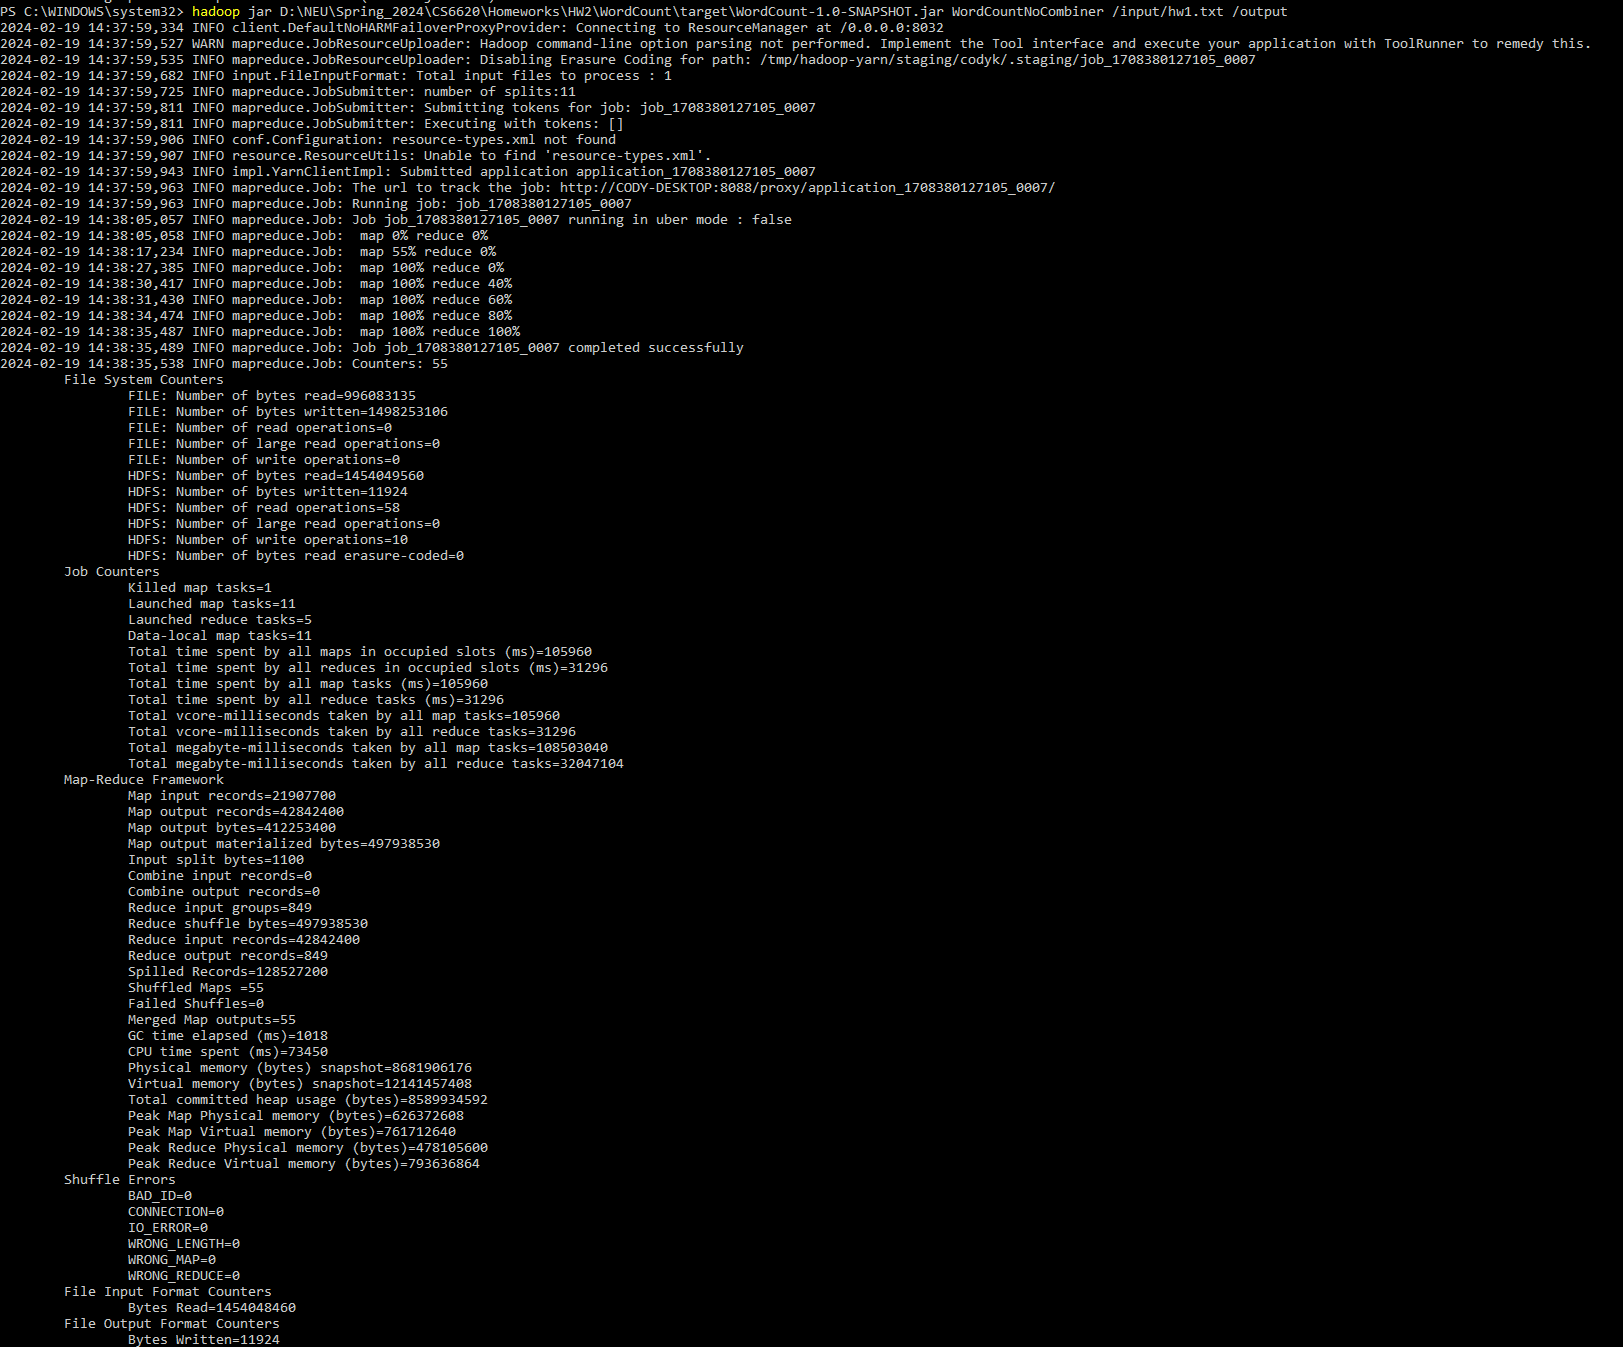 PS C:\WINDOWS\system32> hadoop jar D:\NEU\Spring_2024\CS6620\Homeworks\HW2\WordCount\target\WordCount-1.0-SNAPSHOT.jar WordCountNoCombiner /input/hw1.txt /output
2024-02-19 14:37:59,334 INFO client.DefaultNoHARMFailoverProxyProvider: Connecting to ResourceManager at /0.0.0.0:8032
2024-02-19 14:37:59,527 WARN mapreduce.JobResourceUploader: Hadoop command-line option parsing not performed. Implement the Tool interface and execute your application with ToolRunner to remedy this.
2024-02-19 14:37:59,535 INFO mapreduce.JobResourceUploader: Disabling Erasure Coding for path: /tmp/hadoop-yarn/staging/codyk/.staging/job_1708380127105_0007
2024-02-19 14:37:59,682 INFO input.FileInputFormat: Total input files to process : 1
2024-02-19 14:37:59,725 INFO mapreduce.JobSubmitter: number of splits:11
2024-02-19 14:37:59,811 INFO mapreduce.JobSubmitter: Submitting tokens for job: job_1708380127105_0007
2024-02-19 14:37:59,811 INFO mapreduce.JobSubmitter: Executing with tokens: []
2024-02-19 14:37:59,906 INFO conf.Configuration: resource-types.xml not found
2024-02-19 14:37:59,907 INFO resource.ResourceUtils: Unable to find 'resource-types.xml'.
2024-02-19 14:37:59,943 INFO impl.YarnClientImpl: Submitted application application_1708380127105_0007
2024-02-19 14:37:59,963 INFO mapreduce.Job: The url to track the job: http://CODY-DESKTOP:8088/proxy/application_1708380127105_0007/
2024-02-19 14:37:59,963 INFO mapreduce.Job: Running job: job_1708380127105_0007
2024-02-19 14:38:05,057 INFO mapreduce.Job: Job job_1708380127105_0007 running in uber mode : false
2024-02-19 14:38:05,058 INFO mapreduce.Job:  map 0% reduce 0%
2024-02-19 14:38:17,234 INFO mapreduce.Job:  map 55% reduce 0%
2024-02-19 14:38:27,385 INFO mapreduce.Job:  map 100% reduce 0%
2024-02-19 14:38:30,417 INFO mapreduce.Job:  map 100% reduce 40%
2024-02-19 14:38:31,430 INFO mapreduce.Job:  map 100% reduce 60%
2024-02-19 14:38:34,474 INFO mapreduce.Job:  map 100% reduce 80%
2024-02-19 14:38:35,487 INFO mapreduce.Job:  map 100% reduce 100%
2024-02-19 14:38:35,489 INFO mapreduce.Job: Job job_1708380127105_0007 completed successfully
2024-02-19 14:38:35,538 INFO mapreduce.Job: Counters: 55
File System Counters
FILE: Number of bytes read=996083135
FILE: Number of bytes written=1498253106
FILE: Number of read operations=0
FILE: Number of large read operations=0
FILE: Number of write operations=0
HDFS: Number of bytes read=1454049560
HDFS: Number of bytes written=11924
HDFS: Number of read operations=58
HDFS: Number of large read operations=0
HDFS: Number of write operations=10
HDFS: Number of bytes read erasure-coded=0
Job Counters
Killed map tasks=1
Launched map tasks=11
Launched reduce tasks=5
Data-local map tasks=11
Total time spent by all maps in occupied slots (ms)=105960
Total time spent by all reduces in occupied slots (ms)=31296
Total time spent by all map tasks (ms)=105960
Total time spent by all reduce tasks (ms)=31296
Total vcore-milliseconds taken by all map tasks=105960
Total vcore-milliseconds taken by all reduce tasks=31296
Total megabyte-milliseconds taken by all map tasks=108503040
Total megabyte-milliseconds taken by all reduce tasks=32047104
Map-Reduce Framework
Map input records=21907700
Map output records=42842400
Map output bytes=412253400
Map output materialized bytes=497938530
Input split bytes=1100
Combine input records=0
Combine output records=0
Reduce input groups=849
Reduce shuffle bytes=497938530
Reduce input records=42842400
Reduce output records=849
Spilled Records=128527200
Shuffled Maps =55
Failed Shuffles=0
Merged Map outputs=55
GC time elapsed (ms)=1018
CPU time spent (ms)=73450
Physical memory (bytes) snapshot=8681906176
Virtual memory (bytes) snapshot=12141457408
Total committed heap usage (bytes)=8589934592
Peak Map Physical memory (bytes)=626372608
Peak Map Virtual memory (bytes)=761712640
Peak Reduce Physical memory (bytes)=478105600
Peak Reduce Virtual memory (bytes)=793636864
Shuffle Errors
BAD_ID=0
CONNECTION=0
IO_ERROR=0
WRONG_LENGTH=0
WRONG_MAP=0
WRONG_REDUCE=0
File Input Format Counters
Bytes Read=1454048460
File Output Format Counters
Bytes Written=11924